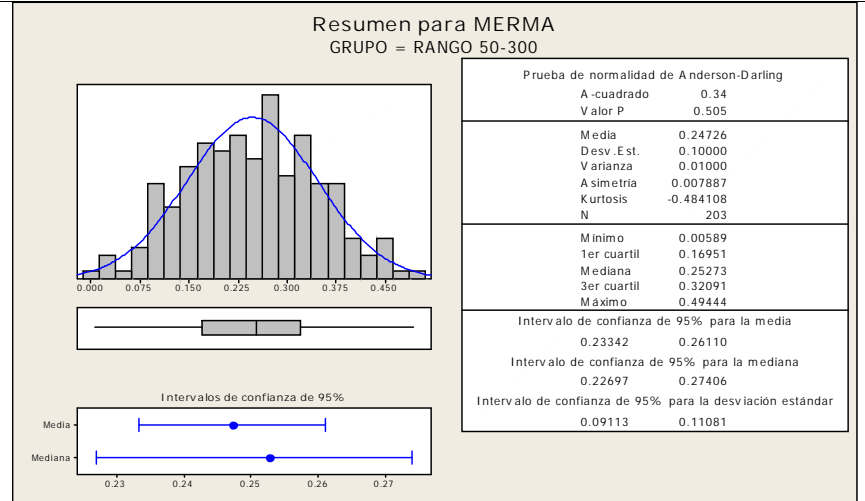 Resumen para MERMA
GRUPO = RANGO 50-300
0.000 0.075 0.150 0.225 0.300 0.375 0.450
Intervalos de confianza de 95%
Media
Mediana
0.23 0.24 0.25 0.26 0.27
Prueba de normalidad de Anderson-Darling
A-cuadrado 0.34
Valor P 0.505
Media 0.24726
Desv.Est. 0.10000
Varianza 0.01000
Asimetría 0.007887
Kurtosis -0.484108
N 203
Mínimo 0.00589
1er cuartil 0.16951
Mediana 0.25273
3er cuartil 0.32091
Máximo 0.49444
Intervalo de confianza de 95% para la media
0.23342 0.26110
Intervalo de confianza de 95% para la mediana
0.22697 0.27406
Intervalo de confianza de 95% para la desviación estándar
0.09113 0.11081